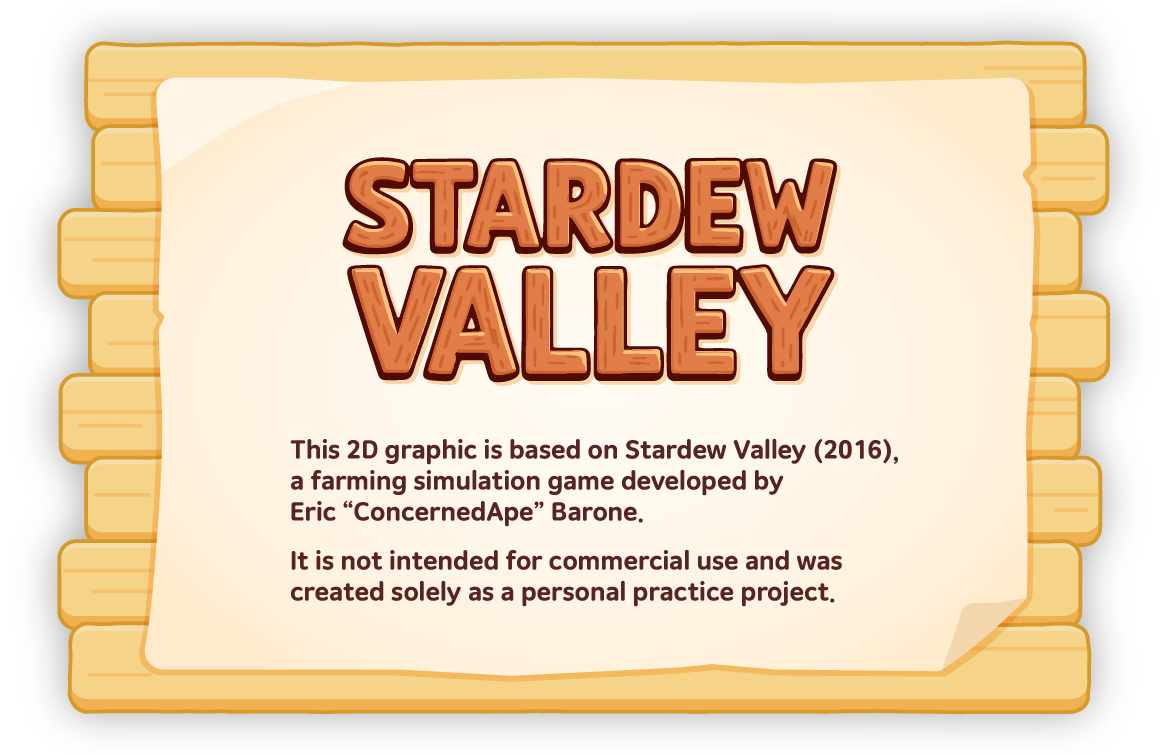 STARDEW
VALLEY
This 2D graphic is based on Stardew Valley (2016),
a farming simulation game developed by
Eric “ConcernedApe” Barone.
It is not intended for commercial use and was
created solely as a personal practice project.